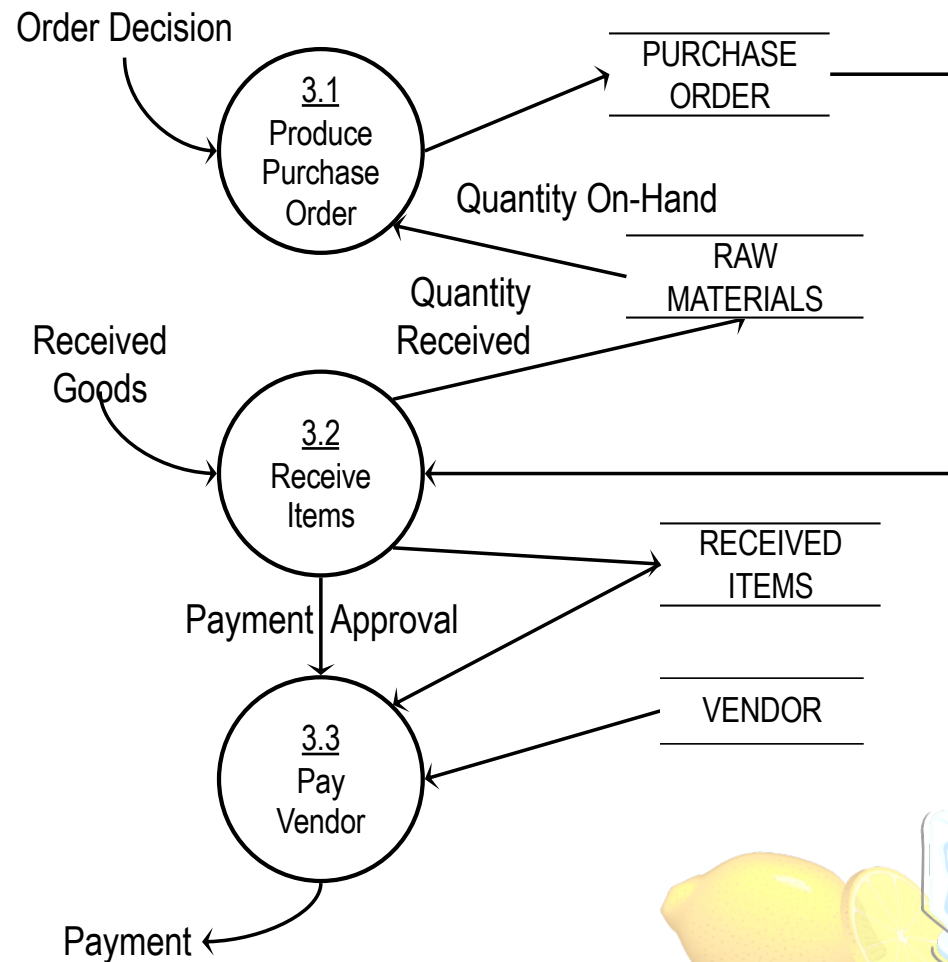 Order Decision
3.1
Produce
Purchase
Order
PURCHASE
ORDER
Quantity On-Hand
RAW
MATERIALS
Quantity
Received
Received
Goods
3.2
Receive
Items
RECEIVED
ITEMS
Payment Approval
3.3
Pay
Vendor
VENDOR
Payment